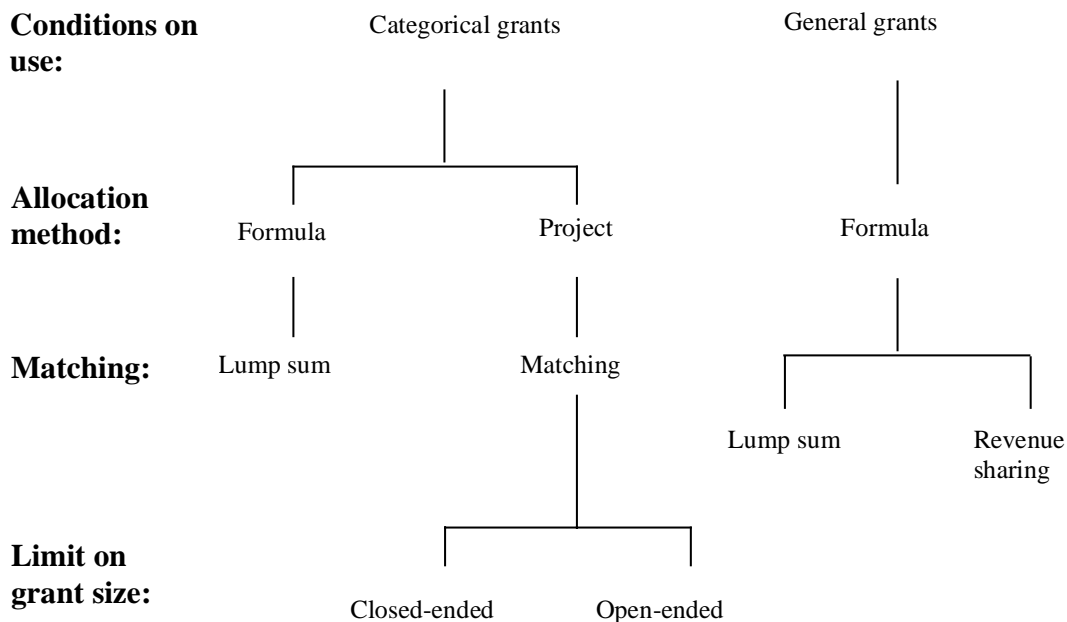 Conditions on
use:
Categorical grants
General grants
Allocation
method:
Formula
Project
Formula
Matching:
Lump sum
Matching
Lump sum
Revenue
sharing
Limit on
grant size:
Closed-ended
Open-ended